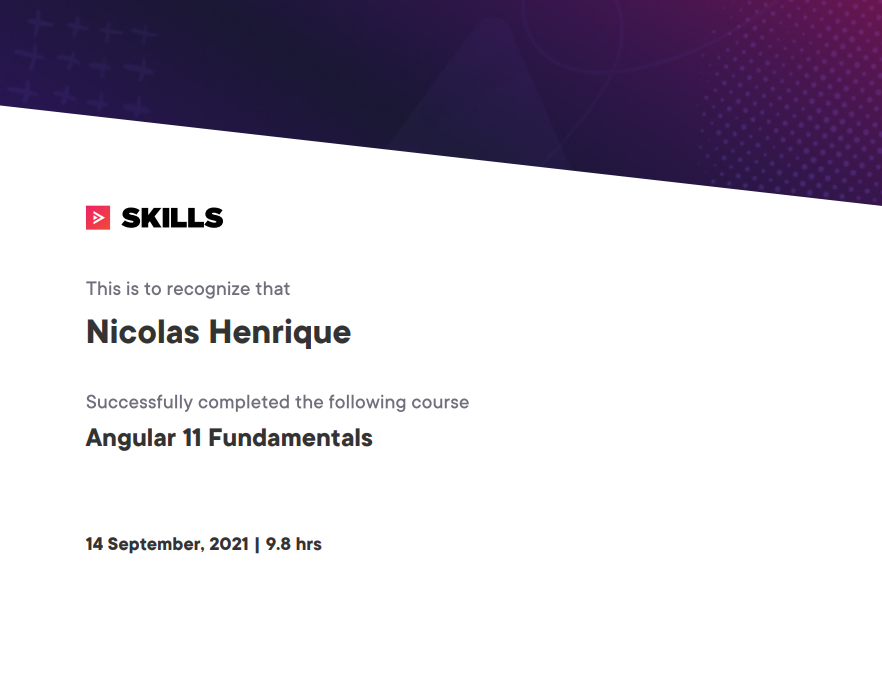 SKILLS
This is to recognize that
Nicolas Henrique
Successfully completed the following course
Angular 11 Fundamentals
14 September, 2021 | 9.8 hrs